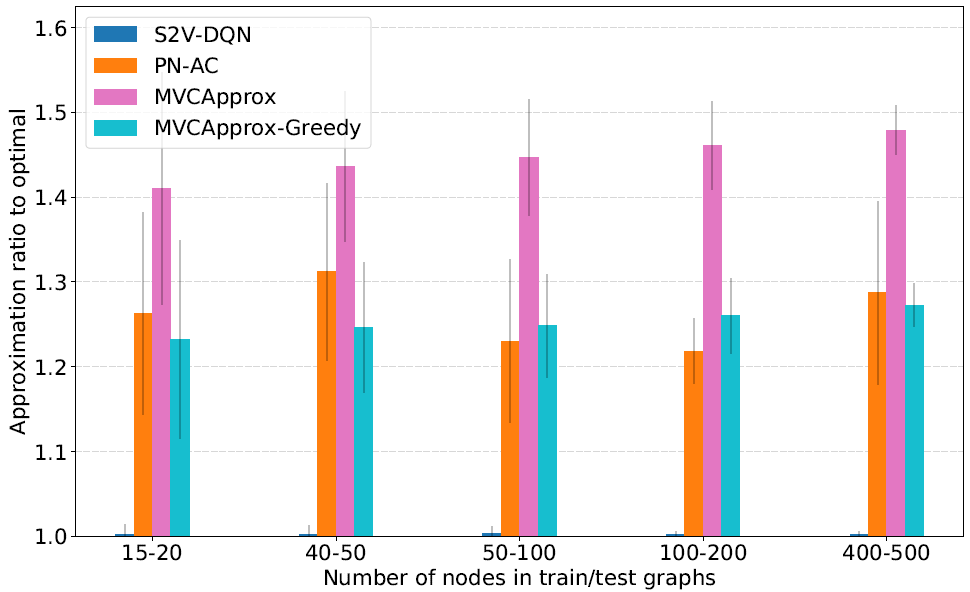 S2V-DQN
PN-AC
MVCApprox
MVCApprox-Greedy
Approximation ratio to optimal
1.6
1.5
1.4
1.3
1.2
1.1
1.0
15-20
40-50
50-100
100-200
400-500
Number of nodes in train/test graphs